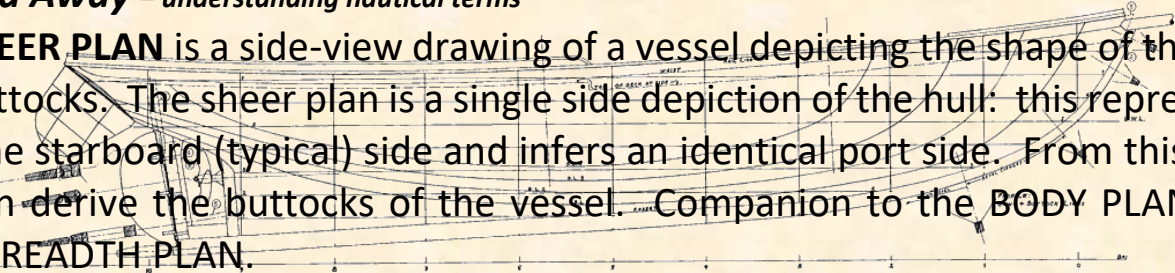 d Away – understanding nautical terms
EER PLAN is a side-view drawing of a vessel depicting the shape of th
ttocks. The sheer plan is a single side depiction of the hull: this repre
ne starboard (typical) side and infers an identical port side. From this
n derive the buttocks of the vessel. Companion to the BODY PLAN
READTH PLAN.